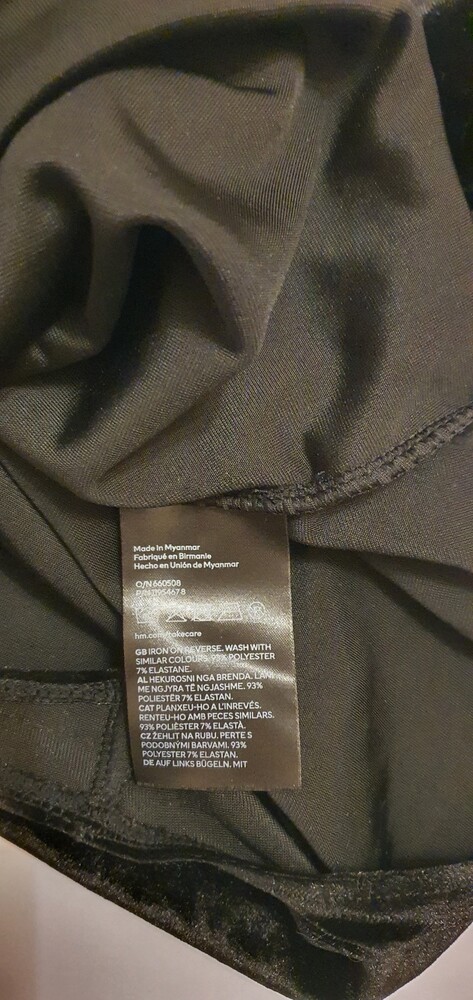 Made in Myanmar
Fabriqué en Birmanie
Hecho en Unión de Myanmar
O/N 660508
P/N 11954678
hm.com/takecare
GB IRON ON REVERSE. WASH WITH
SIMILAR COLOURS. 93% POLYESTER
7% ELASTANE.
AL HEKUROSNI NGA BRENDA. LANI
ME NGJYRA TË NGJASHME. 93%
POLIESTËR 7% ELASTAN.
CAT PLANXEU-HO A L'INREVÉS.
RENTEU-HO AMB PECES SIMILARS.
93% POLIÈSTER 7% ELASTÀ.
CZ ŽEHLIT NA RUBU. PERTE S
PODOBNÝMI BARVAMI. 93%
POLYESTER 7% ELASTAN.
DE AUF LINKS BÜGELN. MIT